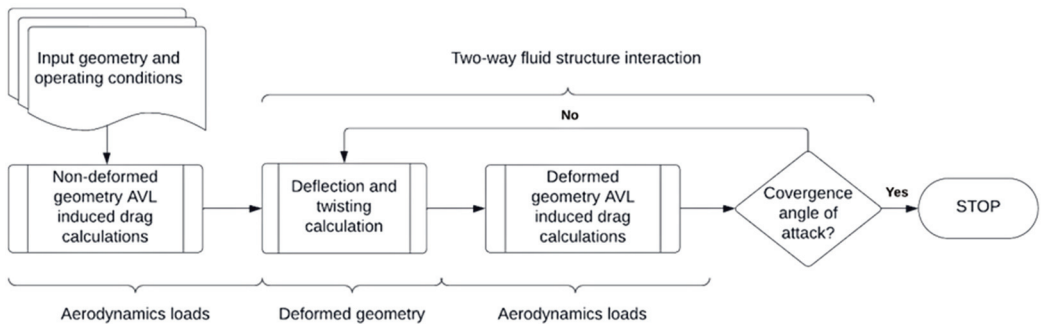 Input geometry and
operating conditions
Two-way fluid structure interaction
No
Non-deformed
geometry AVL
induced drag
calculations
Deflection and
twisting
calculation
Deformed
geometry AVL
induced drag
calculations
Covergence
angle of
attack?
Yes
STOP
Aerodynamics loads
Deformed geometry
Aerodynamics loads